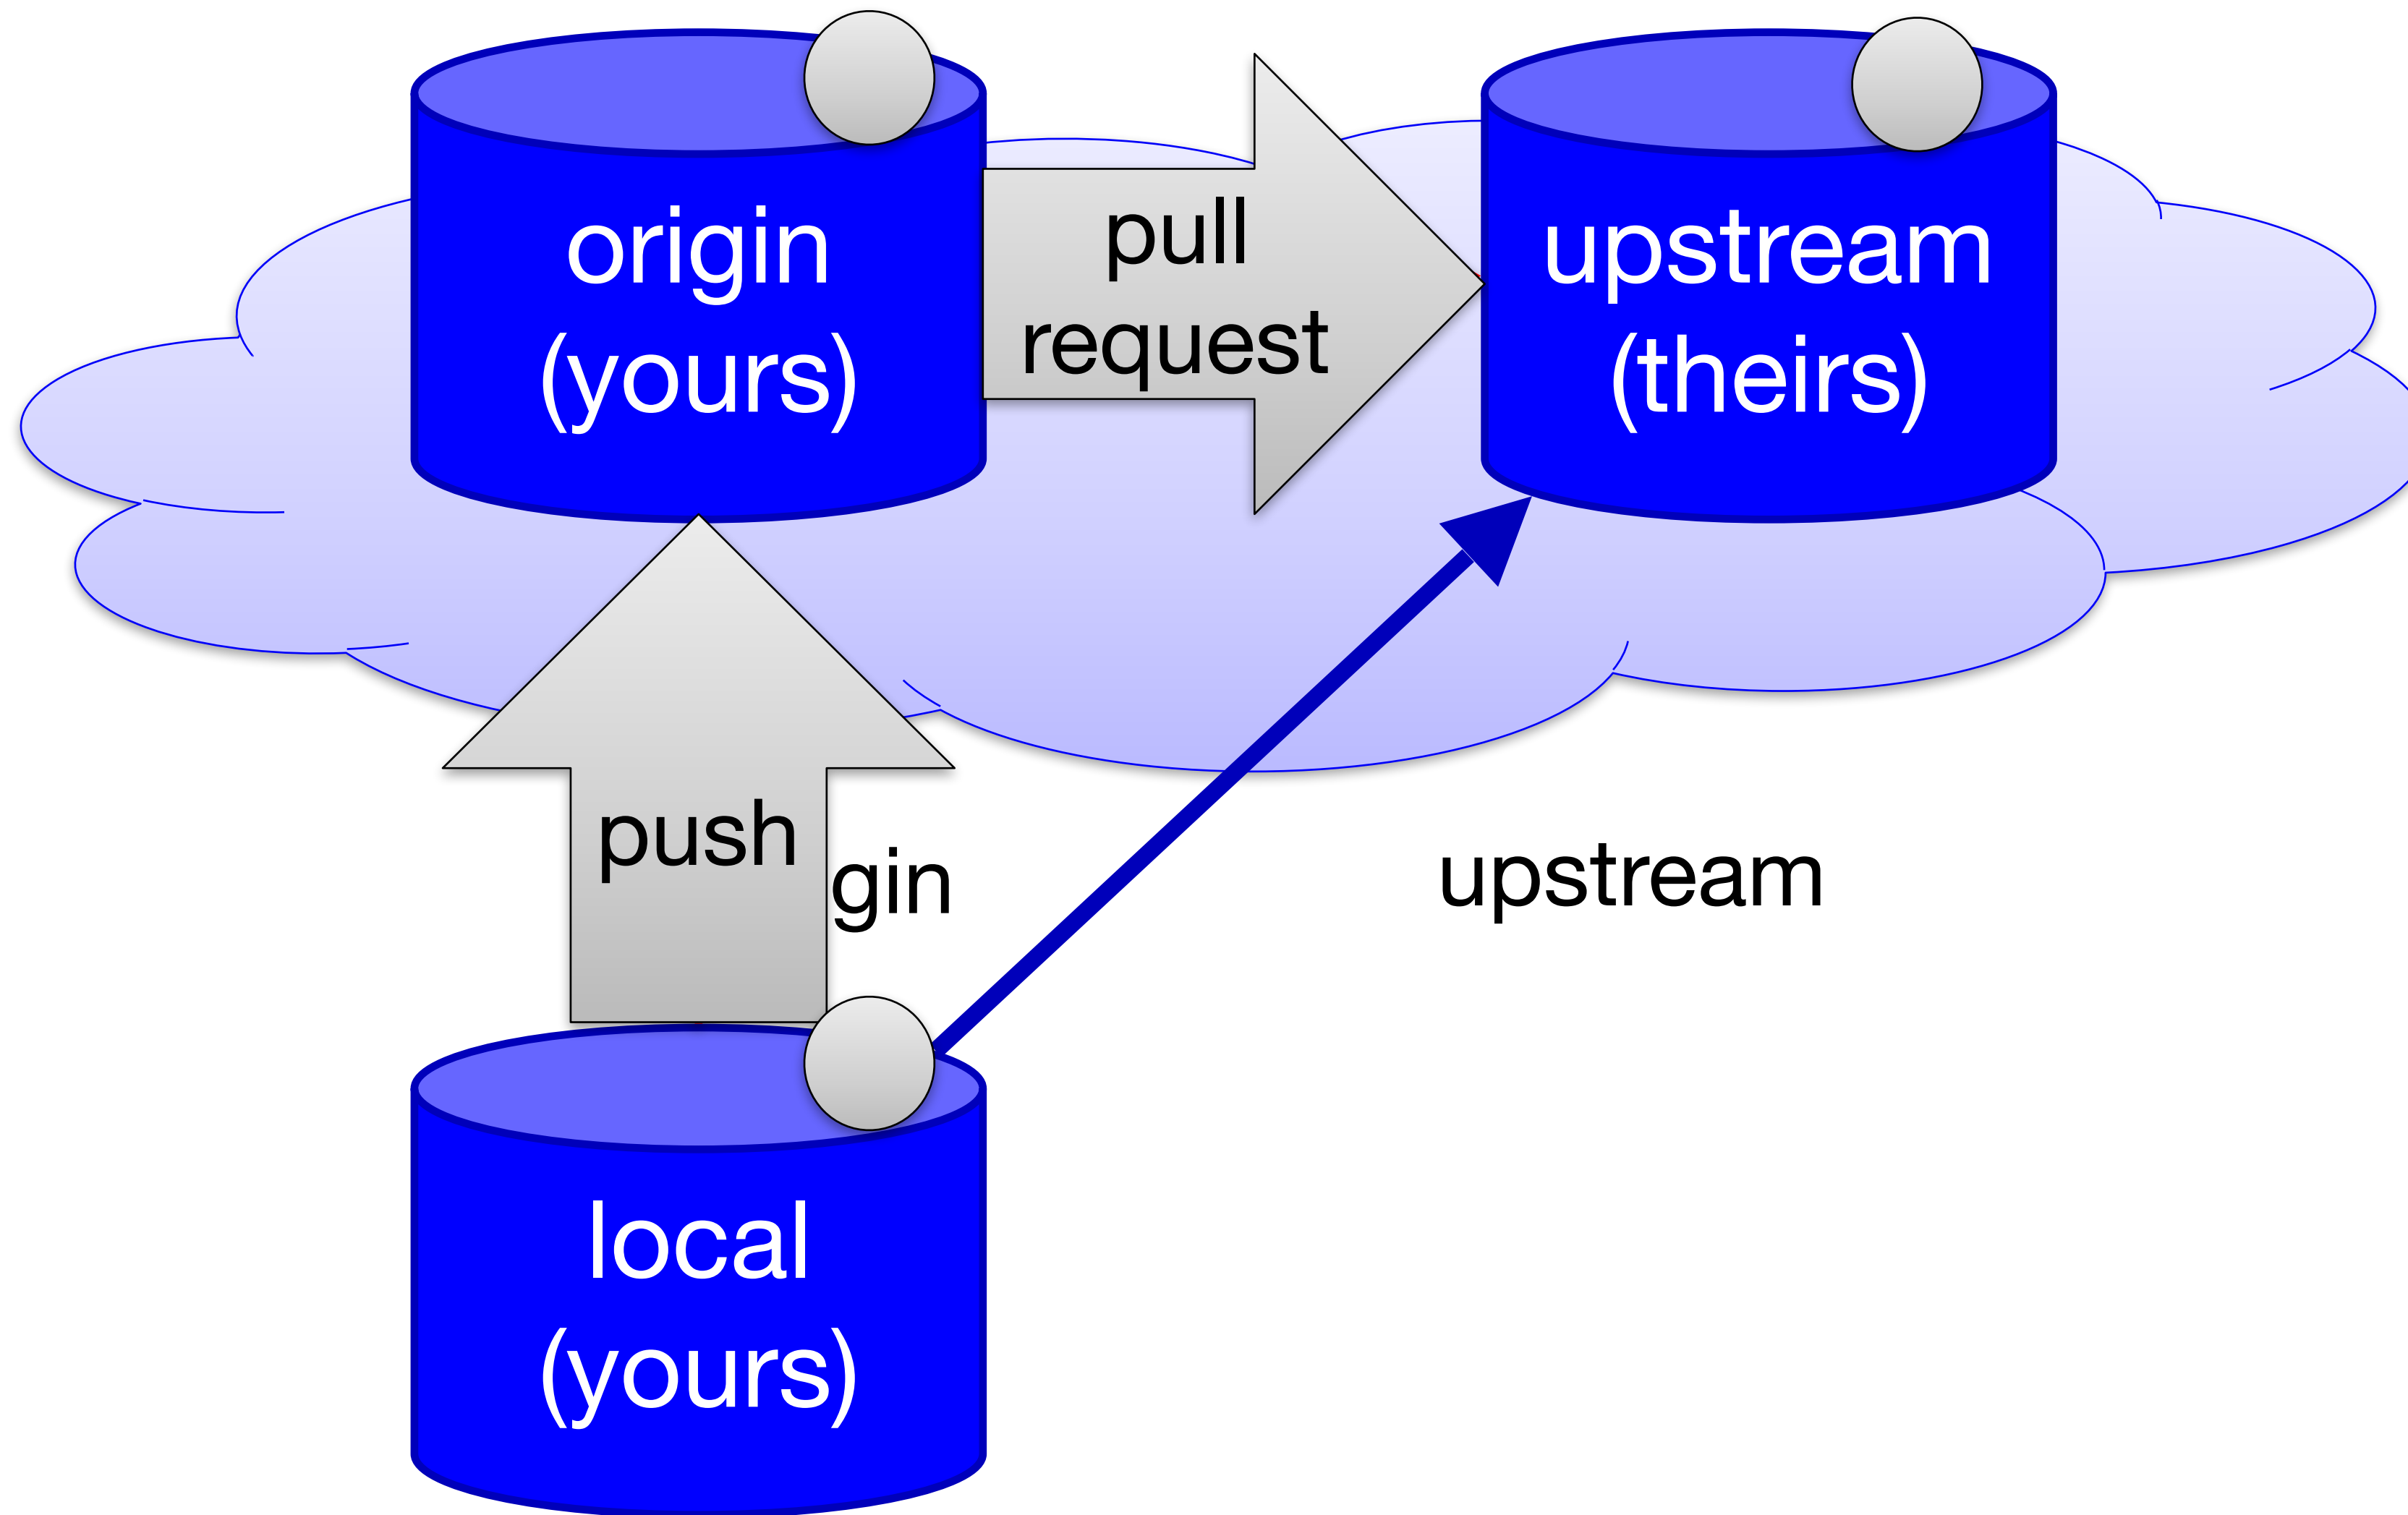 origin
(yours)
pull
request
upstream
(theirs)
push
gin
upstream
local
(yours)